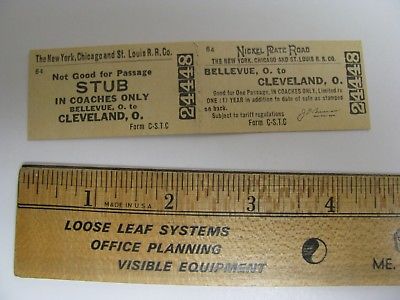 The New York, Chicago and St. Louis R. R. Co.
64
Not Good for Passage
STUB
IN COACHES ONLY
BELLEVUE, O. to
CLEVELAND, O.
Form C-S.T.C
24448
64
NICKEL PLATE ROAD
THE NEW YORK, CHICAGO AND ST. LOUIS R. R. CO.
BELLEVUE, O. to
CLEVELAND, O.
Good for One Passage, IN COACHES ONLY. Limited to
ONE (1) YEAR in addition to date of sale as stamped
on back.
Subject to tariff regulations
Form C-S.T.C
24448
1 2 3 4
MADE IN U.S.A
LOOSE LEAF SYSTEMS
OFFICE PLANNING
VISIBLE EQUIPMENT
ME.